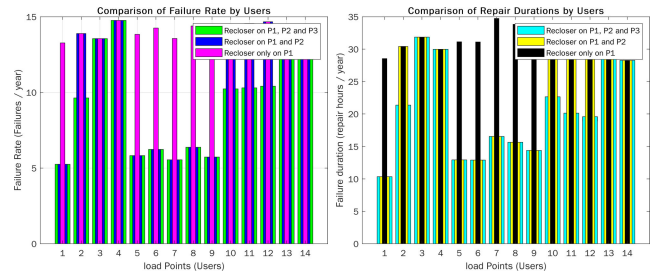 Comparison of Failure Rate by Users
Failure Rate (Failures / year)
15
10
5
0
Recloser on P1, P2 and P3
Recloser on P1 and P2
Recloser only on P1
1 2 3 4 5 6 7 8 9 10 11 12 13 14
load Points (Users)
Comparison of Repair Durations by Users
Failure duration (repair hours / year)
35
30
25
20
15
10
5
0
Recloser on P1, P2 and P3
Recloser on P1 and P2
Recloser only on P1
1 2 3 4 5 6 7 8 9 10 11 12 13 14
load Points (Users)